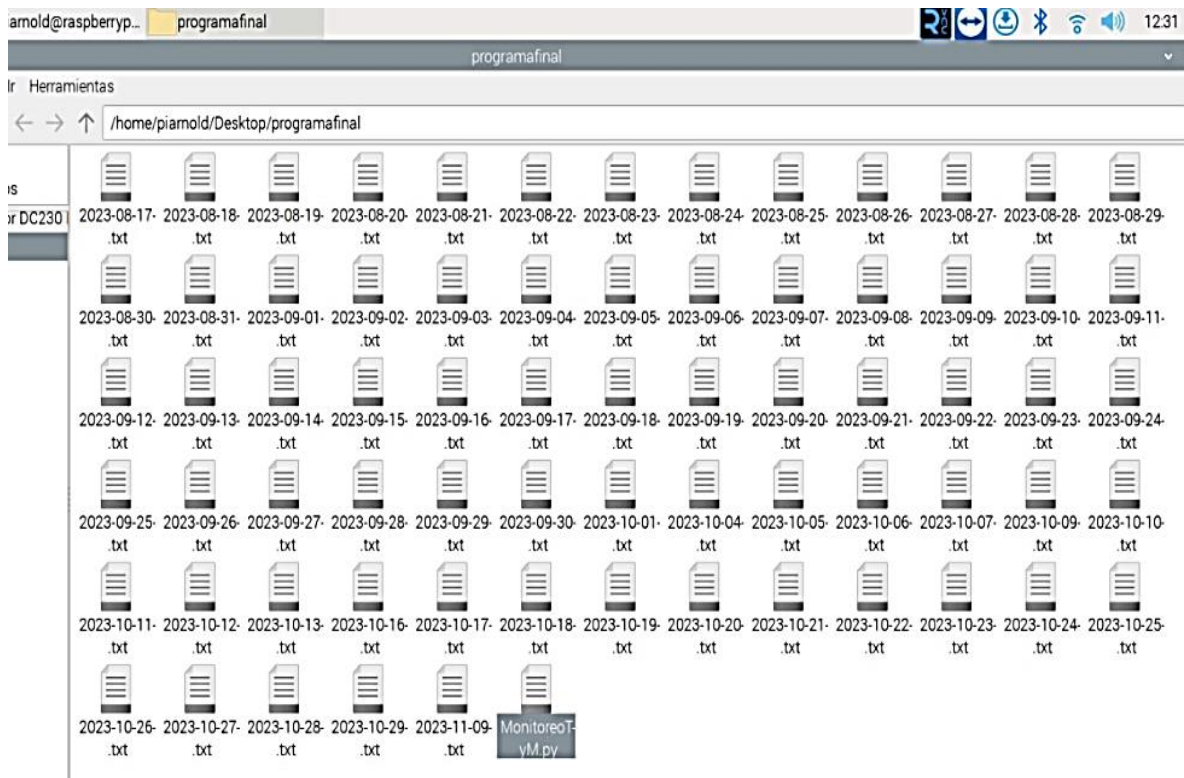 iarnold@raspberryp... programafinal 12:31
programafinal
Ir Herramientas
/home/piarnold/Desktop/programafinal
os
or DC230
2023-08-17- 2023-08-18- 2023-08-19- 2023-08-20- 2023-08-21- 2023-08-22- 2023-08-23- 2023-08-24- 2023-08-25- 2023-08-26- 2023-08-27- 2023-08-28- 2023-08-29-
.txt .txt .txt .txt .txt .txt .txt .txt .txt .txt .txt .txt .txt
2023-08-30- 2023-08-31- 2023-09-01- 2023-09-02- 2023-09-03- 2023-09-04- 2023-09-05- 2023-09-06- 2023-09-07- 2023-09-08- 2023-09-09- 2023-09-10- 2023-09-11-
.txt .txt .txt .txt .txt .txt .txt .txt .txt .txt .txt .txt .txt
2023-09-12- 2023-09-13- 2023-09-14- 2023-09-15- 2023-09-16- 2023-09-17- 2023-09-18- 2023-09-19- 2023-09-20- 2023-09-21- 2023-09-22- 2023-09-23- 2023-09-24-
.txt .txt .txt .txt .txt .txt .txt .txt .txt .txt .txt .txt .txt
2023-09-25- 2023-09-26- 2023-09-27- 2023-09-28- 2023-09-29- 2023-09-30- 2023-10-01- 2023-10-04- 2023-10-05- 2023-10-06- 2023-10-07- 2023-10-09- 2023-10-10-
.txt .txt .txt .txt .txt .txt .txt .txt .txt .txt .txt .txt .txt
2023-10-11- 2023-10-12- 2023-10-13- 2023-10-16- 2023-10-17- 2023-10-18- 2023-10-19- 2023-10-20- 2023-10-21- 2023-10-22- 2023-10-23- 2023-10-24- 2023-10-25-
.txt .txt .txt .txt .txt .txt .txt .txt .txt .txt .txt .txt .txt
2023-10-26- 2023-10-27- 2023-10-28- 2023-10-29- 2023-11-09- MonitoreoT-
.txt .txt .txt .txt .txt yM.py